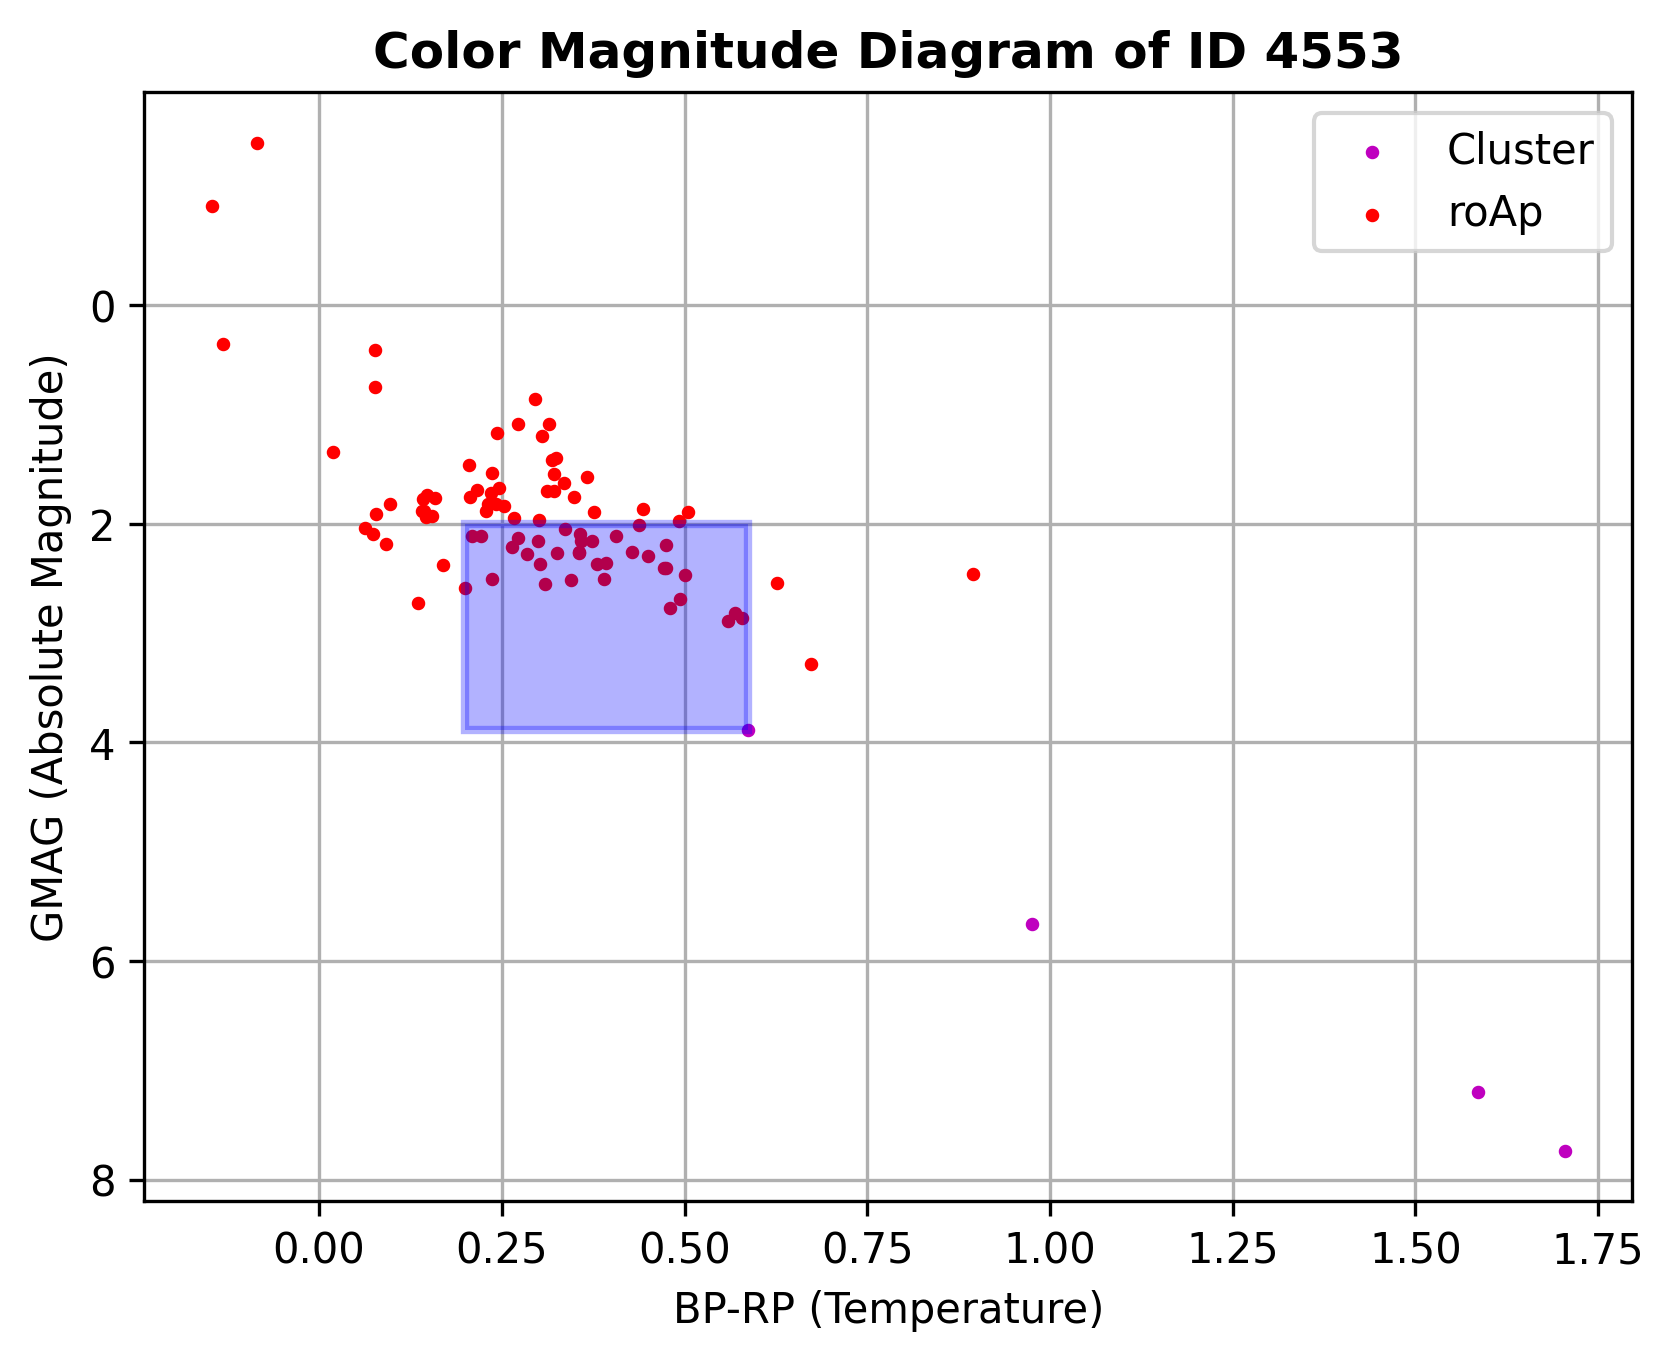 Color Magnitude Diagram of ID 4553
Cluster
roAp
GMAG (Absolute Magnitude)
0
2
4
6
8
0.00 0.25 0.50 0.75 1.00 1.25 1.50 1.75
BP-RP (Temperature)